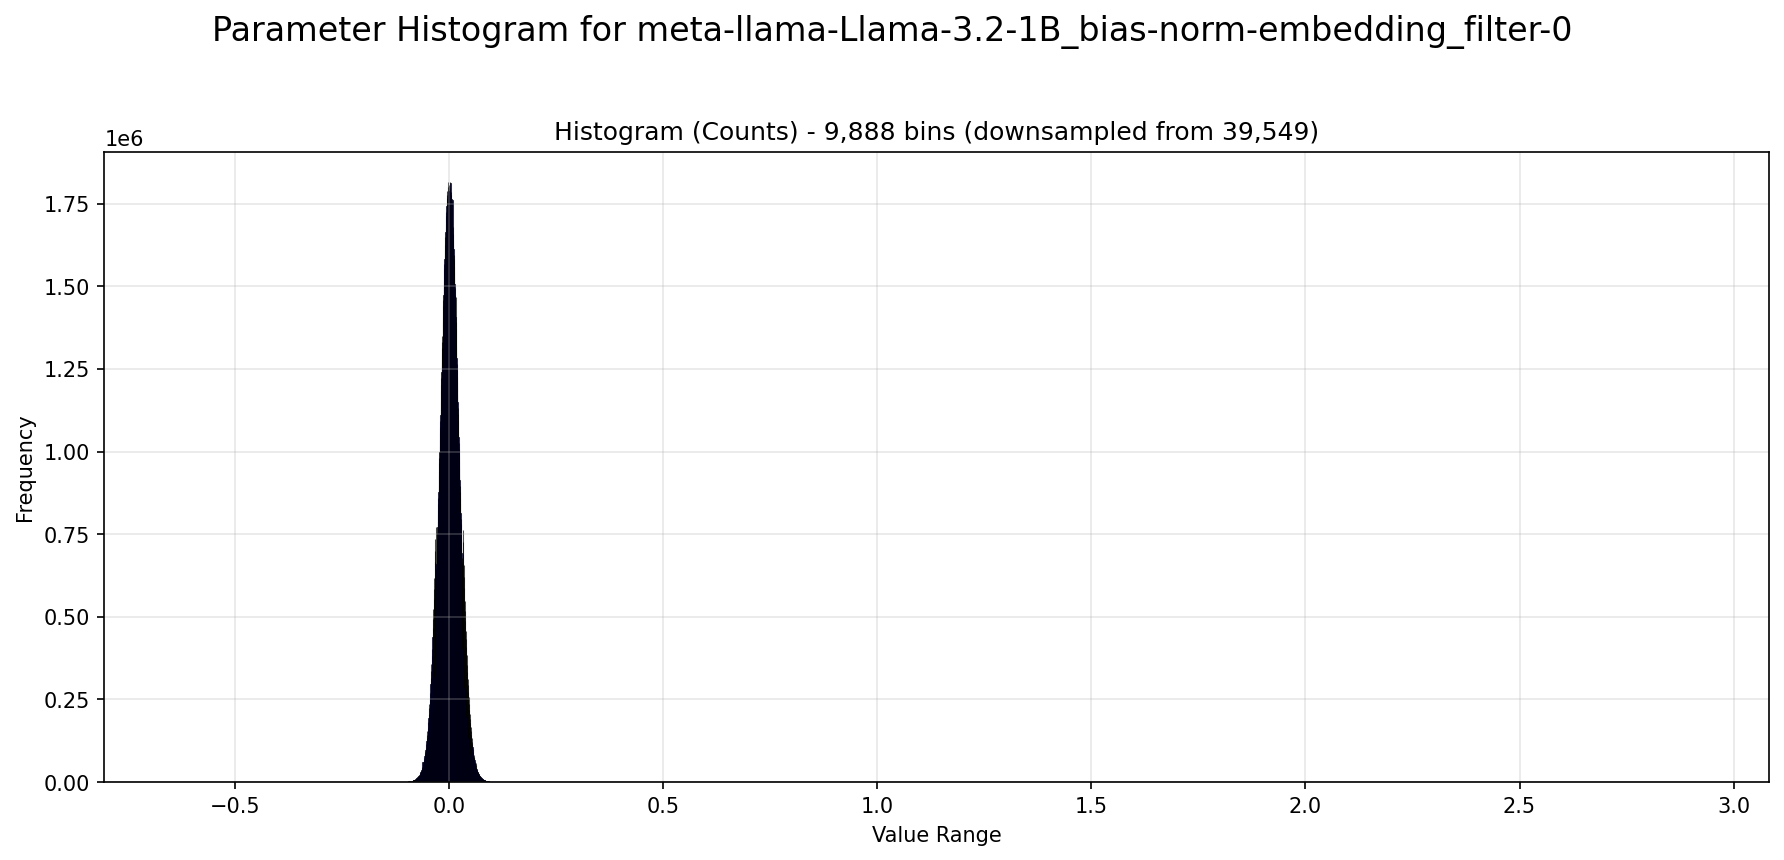 Parameter Histogram for meta-llama-Llama-3.2-1B_bias-norm-embedding_filter-0
Histogram (Counts) - 9,888 bins (downsampled from 39,549)
1e6
1.75
1.50
1.25
1.00
0.75
0.50
0.25
0.00
Frequency
−0.5 0.0 0.5 1.0 1.5 2.0 2.5 3.0
Value Range